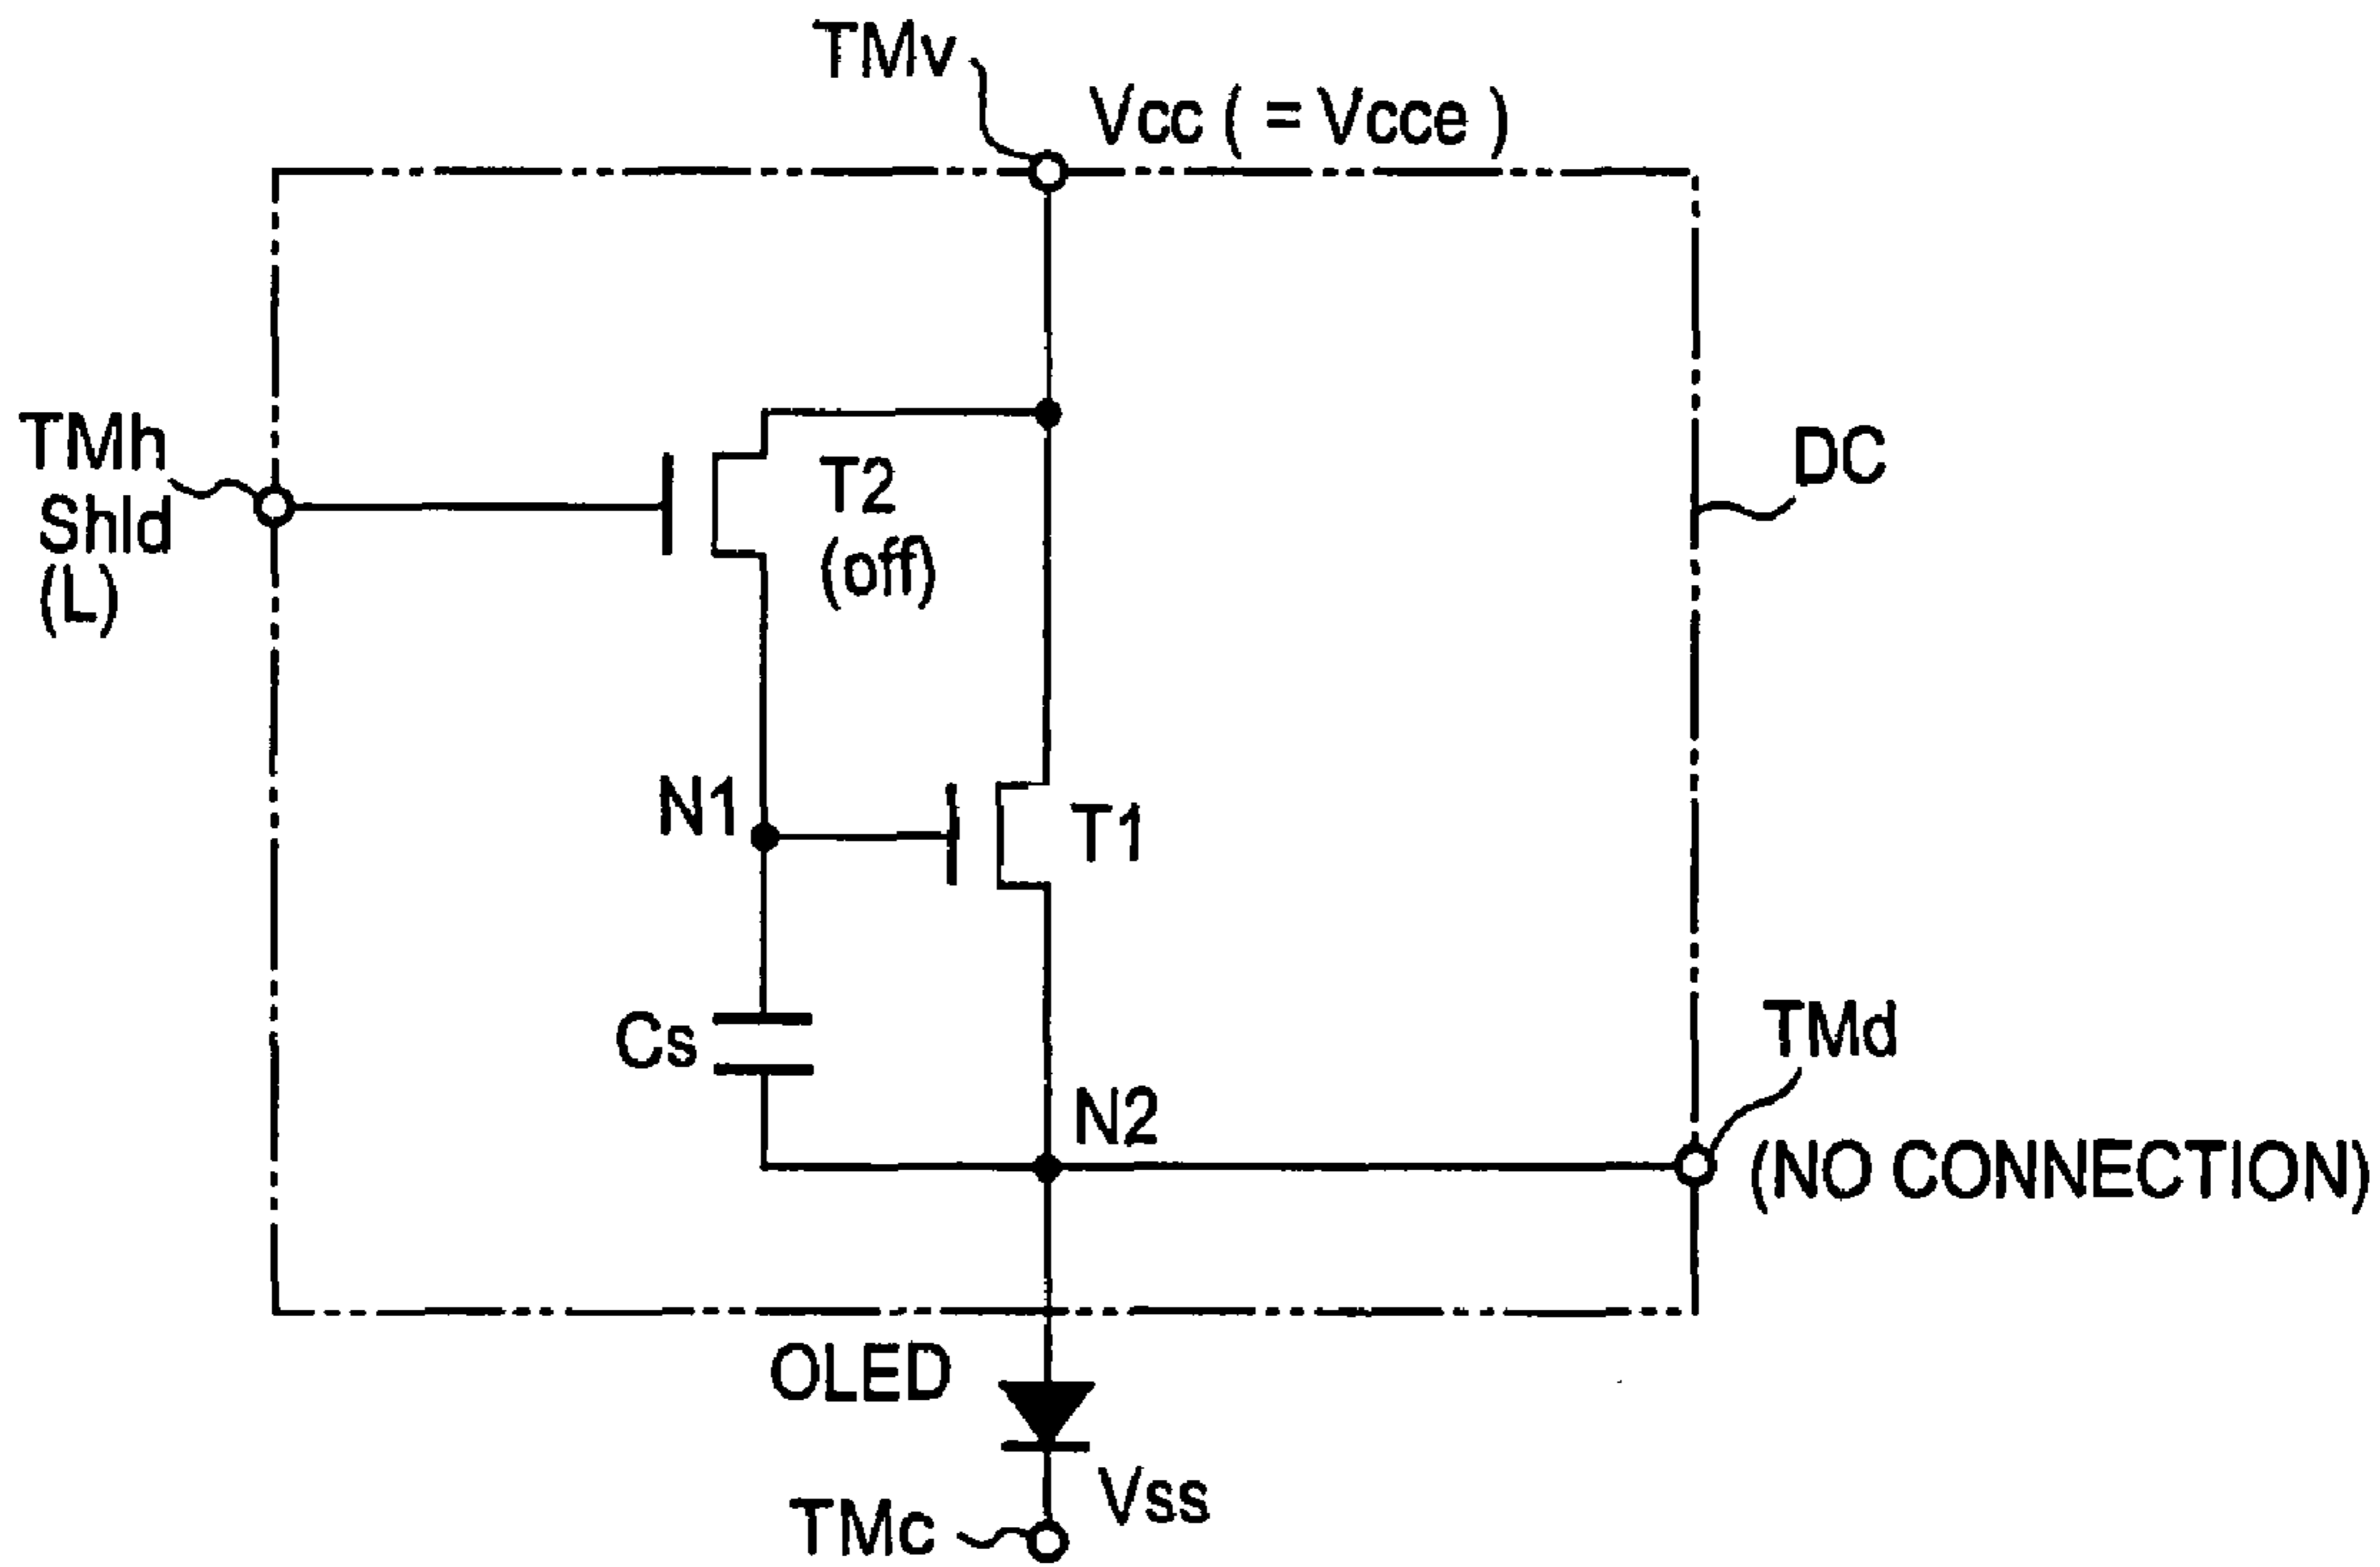 TMv
Vcc ( = Vcce )
TMh
Shld
(L)
T2
(off)
DC
N1
T1
Cs
N2
TMd
(NO CONNECTION)
OLED
Vss
TMc